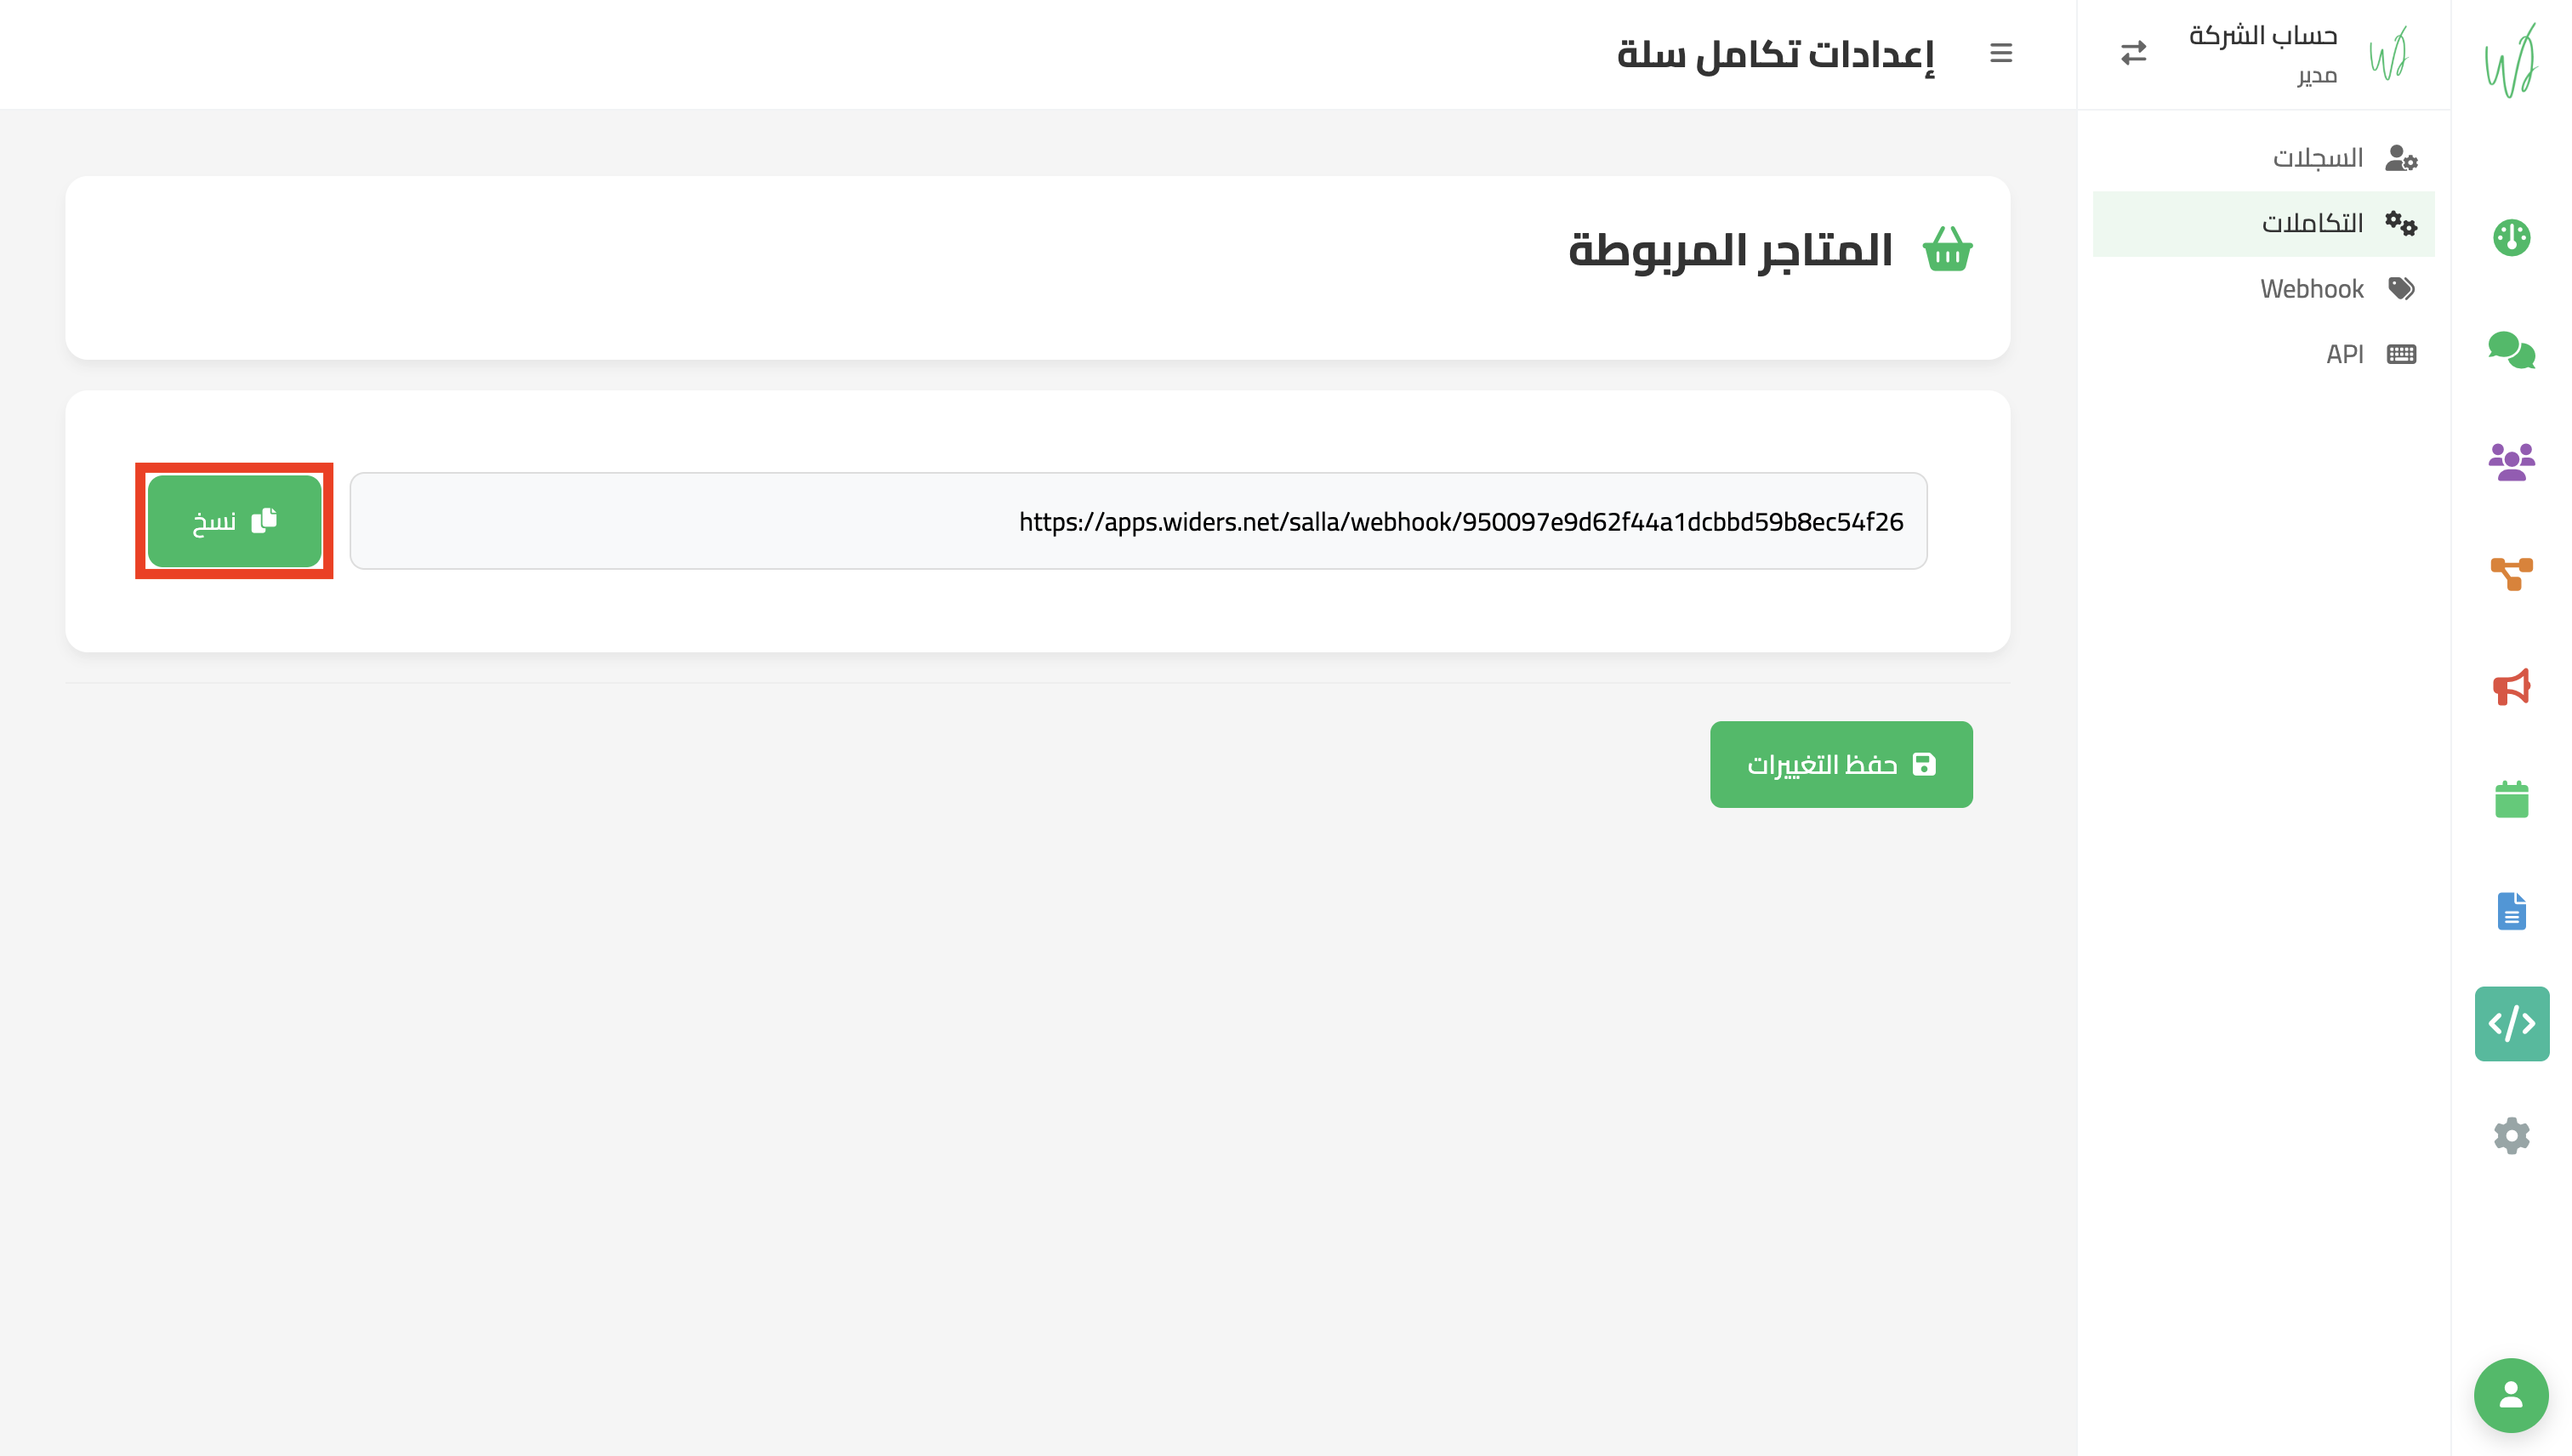 حساب الشركة
مدير
السجلات
التكاملات
Webhook
API
إعدادات تكامل سلة
المتاجر المربوطة
https://apps.widers.net/salla/webhook/950097e9d62f44a1dcbbd59b8ec54f26
نسخ
حفظ التغييرات